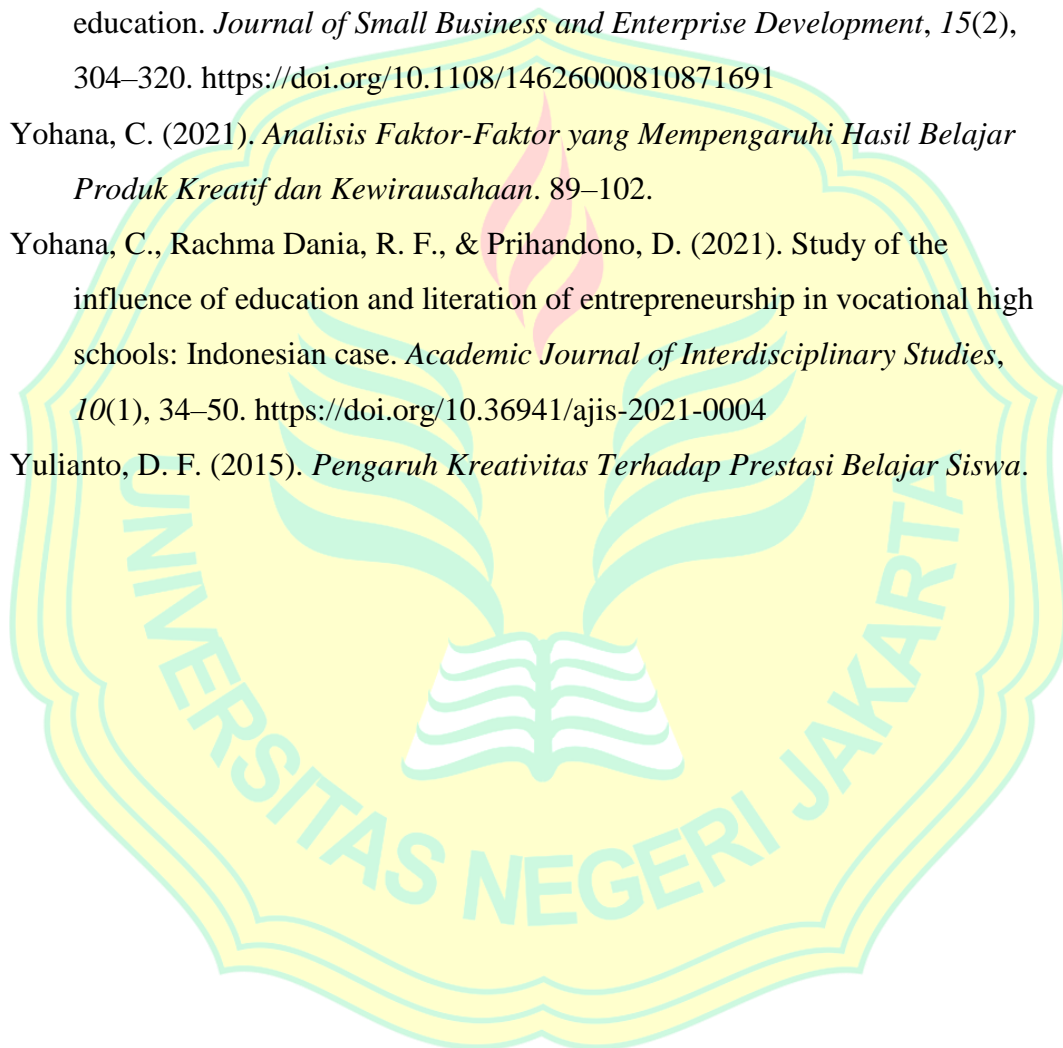 education. Journal of Small Business and Enterprise Development, 15(2),
304–320. https://doi.org/10.1108/14626000810871691
Yohana, C. (2021). Analisis Faktor-Faktor yang Mempengaruhi Hasil Belajar
Produk Kreatif dan Kewirausahaan. 89–102.
Yohana, C., Rachma Dania, R. F., & Prihandono, D. (2021). Study of the
influence of education and literation of entrepreneurship in vocational high
schools: Indonesian case. Academic Journal of Interdisciplinary Studies,
10(1), 34–50. https://doi.org/10.36941/ajis-2021-0004
Yulianto, D. F. (2015). Pengaruh Kreativitas Terhadap Prestasi Belajar Siswa.
UNIVERSITAS NEGERI JAKARTA